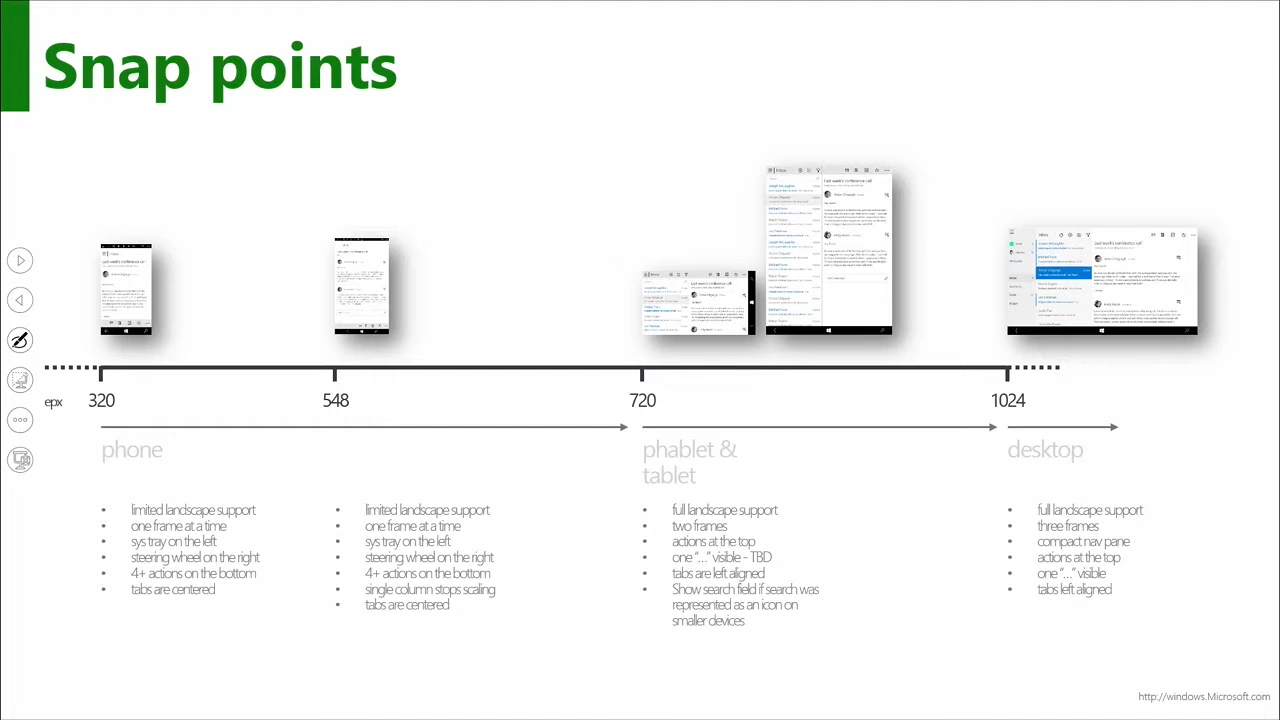 Snap points
Inbox
Last week's conference call
epx
320
548
720
1024
phone
phablet &
tablet
desktop
• limited landscape support
• one frame at a time
• sys tray on the left
• steering wheel on the right
• 4+ actions on the bottom
• tabs are centered
• limited landscape support
• one frame at a time
• sys tray on the left
• steering wheel on the right
• 4+ actions on the bottom
• single column stops scaling
• tabs are centered
• full landscape support
• two frames
• actions at the top
• one "…" visible - TBD
• tabs are left aligned
• Show search field if search was
represented as an icon on
smaller devices
• full landscape support
• three frames
• compact nav pane
• actions at the top
• one "…" visible
• tabs left aligned
http://windows.Microsoft.com